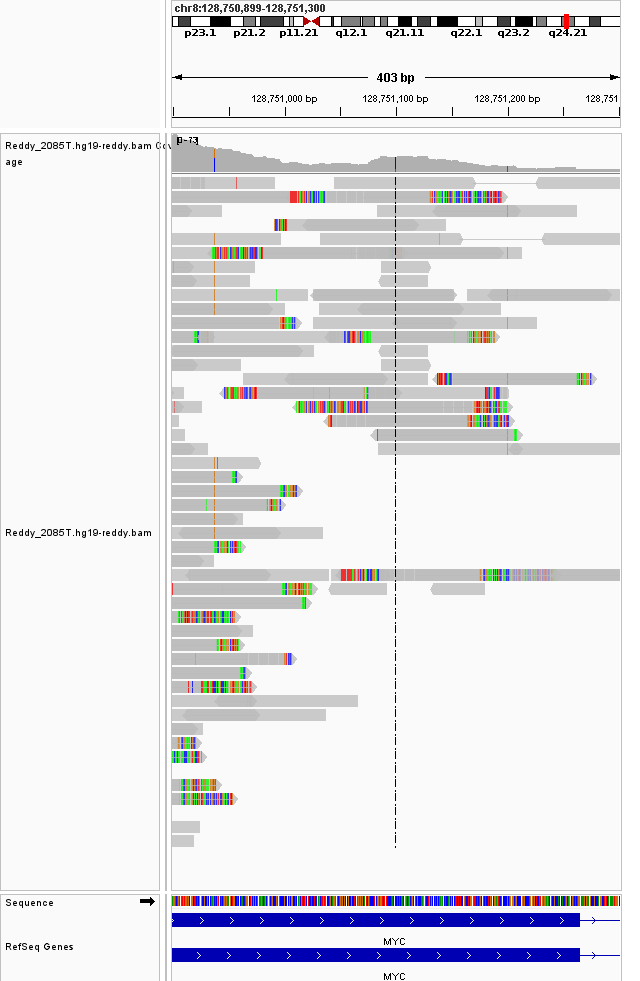 chr8:128,750,899-128,751,300
p23.1 p21.2 p11.21 q12.1 q21.11 q22.1 q23.2 q24.21
403 bp
128,751,000 bp 128,751,100 bp 128,751,200 bp 128,751
[0-73]
Reddy_2085T.hg19-reddy.bam Cov
age
Reddy_2085T.hg19-reddy.bam
Sequence
MYC
RefSeq Genes
MYC